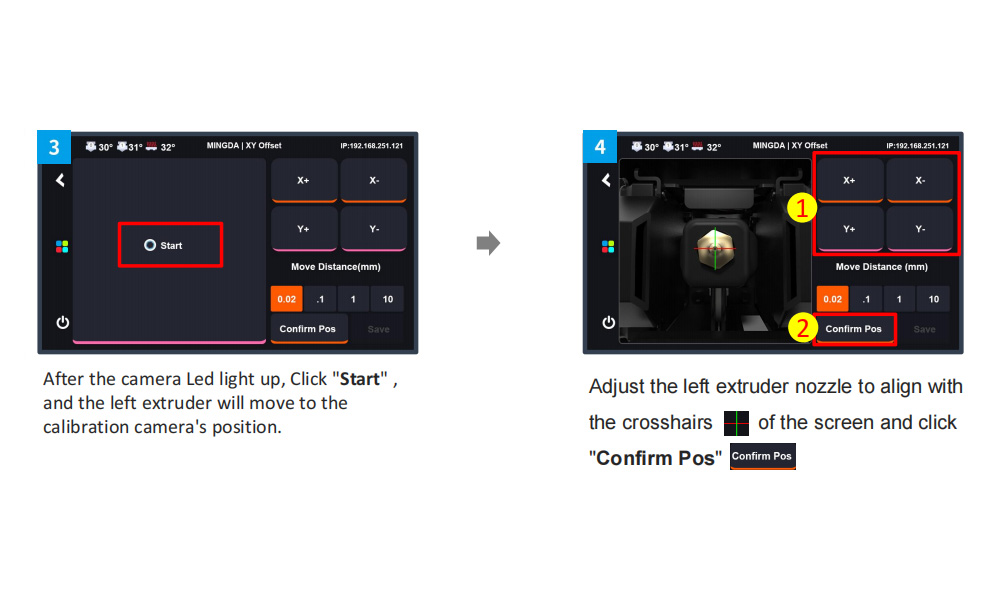 3
30° 31° 32° MINGDA | XY Offset IP:192.168.251.121
X+ X-
Start
Y+ Y-
Move Distance(mm)
0.02 .1 1 10
Confirm Pos Save
After the camera Led light up, Click "Start" ,
and the left extruder will move to the
calibration camera's position.
4
30° 31° 32° MINGDA | XY Offset IP:192.168.251.121
X+ X-
1
Y+ Y-
Move Distance (mm)
0.02 .1 1 10
2 Confirm Pos Save
Adjust the left extruder nozzle to align with
the crosshairs of the screen and click
"Confirm Pos" Confirm Pos